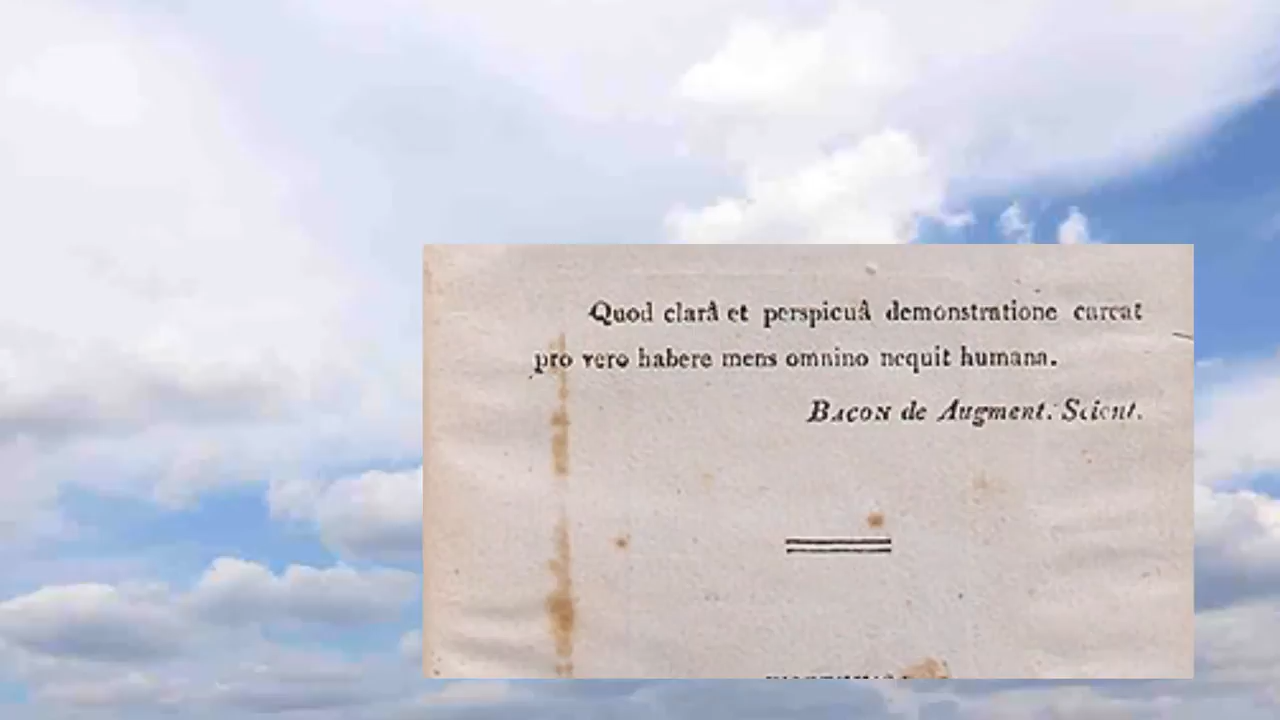 Quod clarâ et perspicuâ demonstratione careat
pro vero habere mens omnino nequit humana.
BACON de Augment. Scient.